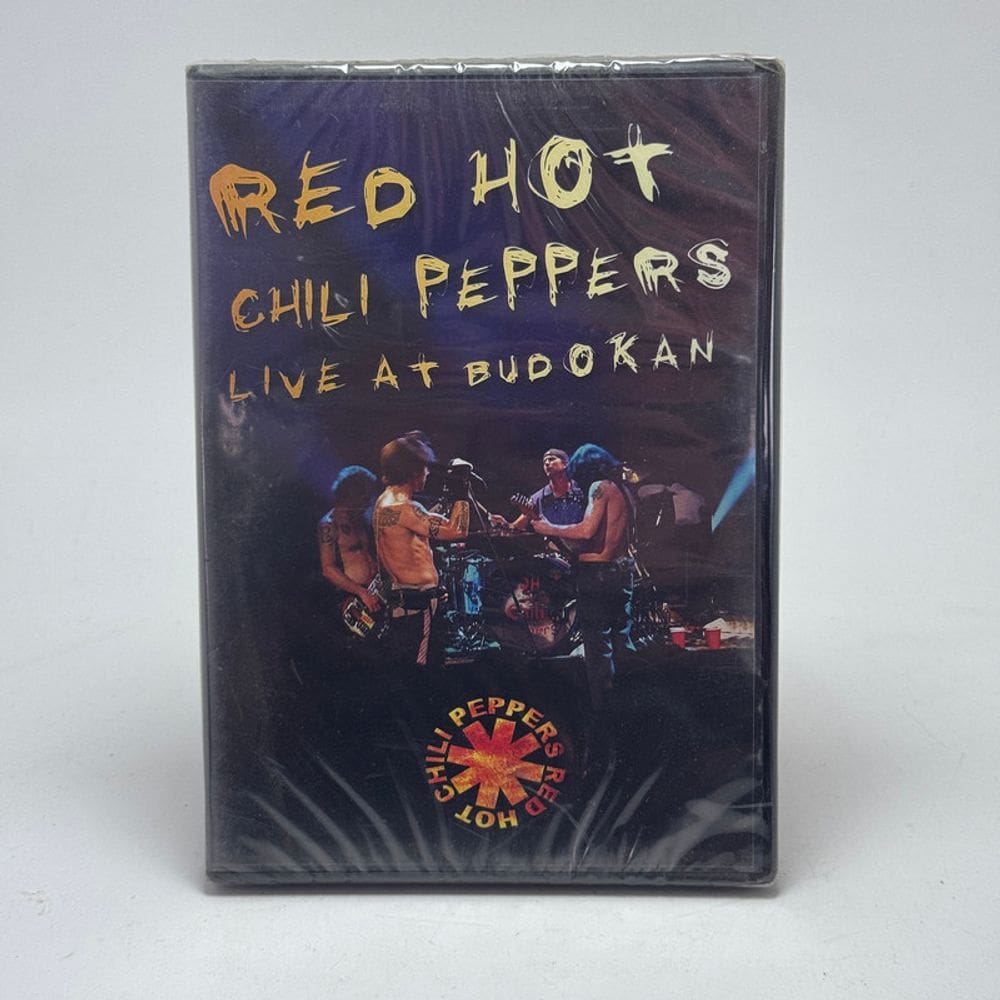 RED HOT
CHILI PEPPERS
LIVE AT BUDOKAN
RED HOT CHILI PEPPERS